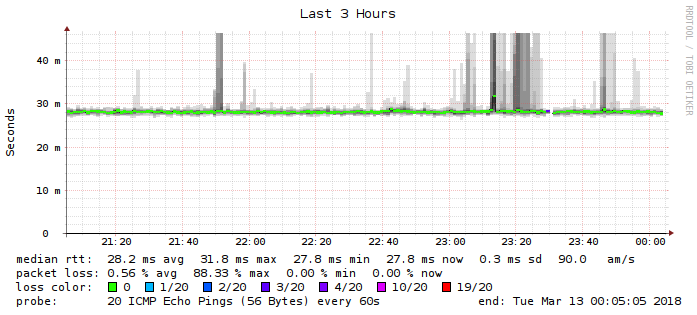 Last 3 Hours
RRDTOOL / TOBI OETIKER
Seconds
40 m
30 m
20 m
10 m
0
21:20 21:40 22:00 22:20 22:40 23:00 23:20 23:40 00:00
median rtt: 28.2 ms avg 31.8 ms max 27.8 ms min 27.8 ms now 0.3 ms sd 90.0 am/s
packet loss: 0.56 % avg 88.33 % max 0.00 % min 0.00 % now
loss color: 0 1/20 2/20 3/20 4/20 10/20 19/20
probe: 20 ICMP Echo Pings (56 Bytes) every 60s end: Tue Mar 13 00:05:05 2018